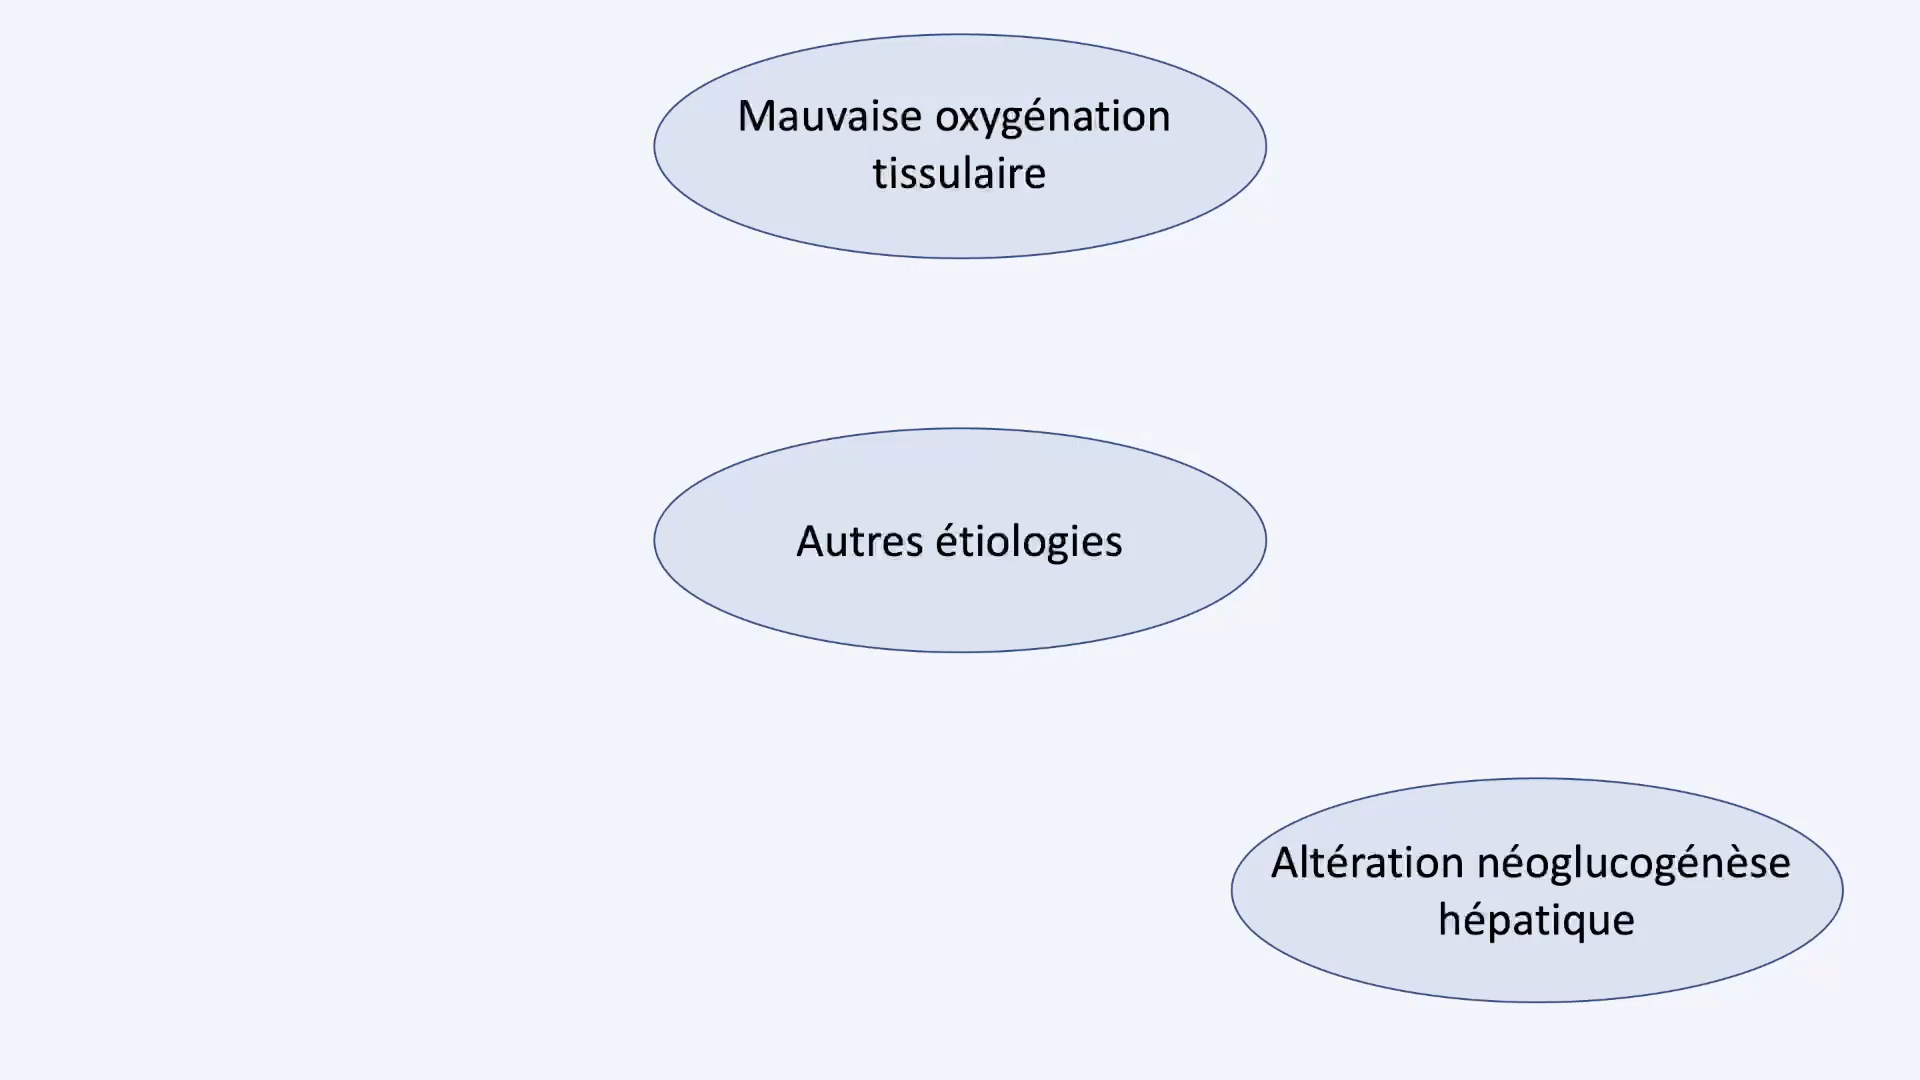 Mauvaise oxygénation
tissulaire
Autres étiologies
Altération néoglucogénèse
hépatique